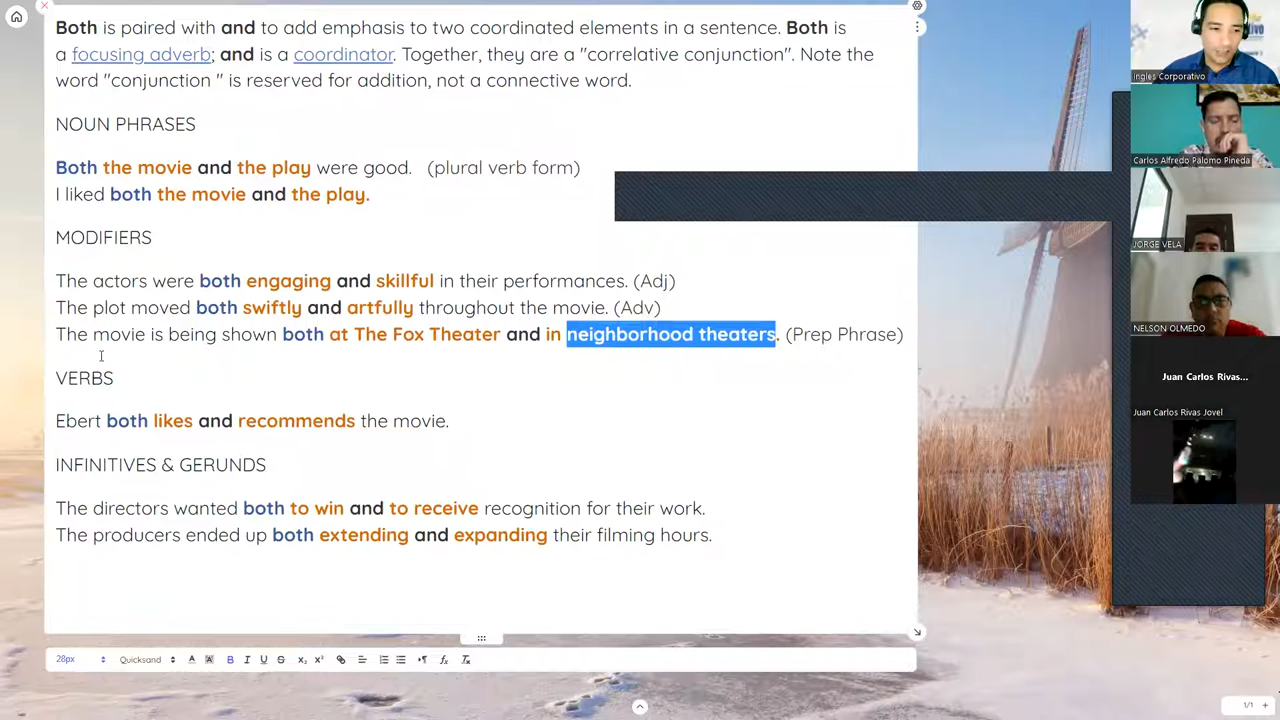 Both is paired with and to add emphasis to two coordinated elements in a sentence. Both is
a focusing adverb; and is a coordinator. Together, they are a "correlative conjunction". Note the
word "conjunction " is reserved for addition, not a connective word.
NOUN PHRASES
Both the movie and the play were good. (plural verb form)
I liked both the movie and the play.
MODIFIERS
The actors were both engaging and skillful in their performances. (Adj)
The plot moved both swiftly and artfully throughout the movie. (Adv)
The movie is being shown both at The Fox Theater and in neighborhood theaters. (Prep Phrase)
VERBS
Ebert both likes and recommends the movie.
INFINITIVES & GERUNDS
The directors wanted both to win and to receive recognition for their work.
The producers ended up both extending and expanding their filming hours.
28px Quicksand A A B I U S X₂ X² fx Tx
1/1
Ingles Corporativo
Carlos Alfredo Palomo Pineda
JORGE VELA
NELSON OLMEDO
Juan Carlos Rivas...
Juan Carlos Rivas Jovel